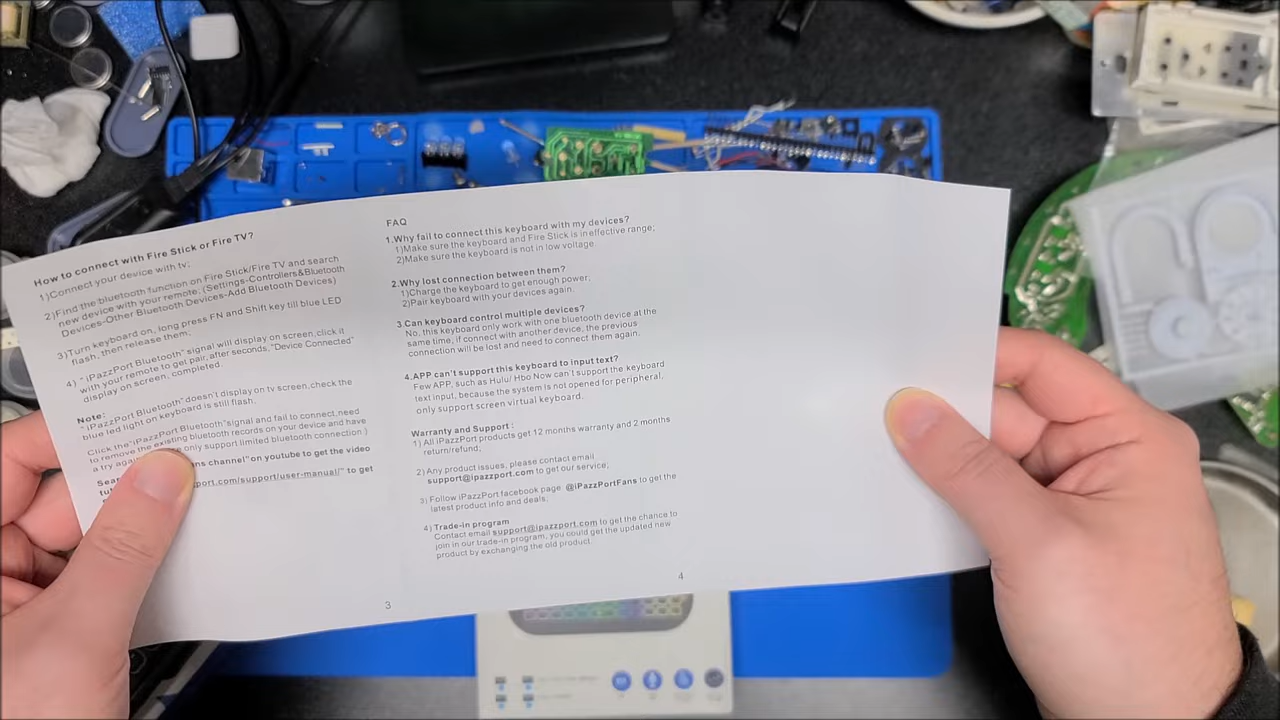 How to connect with Fire Stick or Fire TV?
1)Connect your device with tv;
2)Find the bluetooth function on Fire Stick/Fire TV and search
new device with your remote. (Settings-Controllers&Bluetooth
Devices-Other Bluetooth Devices-Add Bluetooth Devices)
3)Turn keyboard on, long press FN and Shift key till blue LED
flash, then release them.
4) " iPazzPort Bluetooth" signal will display on screen,click it
with your remote to get pair, after seconds, "Device Connected"
display on screen, completed.
Note:
" iPazzPort Bluetooth"doesn't display on tv screen,check the
blue led light on keyboard is still flash.
Click the"iPazzPort Bluetooth"signal and fail to connect,need
to remove the existing bluetooth records on your device and have
a try only support limited bluetooth connection )
channel" on youtube to get the video
.com/support/user-manual/" to get
3
FAQ
1.Why fail to connect this keyboard with my devices?
1)Make sure the keyboard and Fire Stick is in effective range;
2)Make sure the keyboard is not in low voltage.
2.Why lost connection between them?
1)Charge the keyboard to get enough power;
2)Pair keyboard with your devices again.
3.Can keyboard control multiple devices?
No, this keyboard only work with one bluetooth device at the
same time, if connect with another device, the previous
connection will be lost and need to connect them again.
4.APP can't support this keyboard to input text?
Few APP, such as Hulu/ Hbo Now can't support the keyboard
text input, because the system is not opened for peripheral,
only support screen virtual keyboard.
Warranty and Support :
1) All iPazzPort products get 12 months warranty and 2 months
return/refund;
2) Any product issues, please contact email
support@ipazzport.com to get our service;
3) Follow iPazzPort facebook page: @iPazzPortFans to get the
latest product info and deals.
4) Trade-in program
Contact email support@ipazzport.com to get the chance to
join in our trade-in program, you could get the updated new
product by exchanging the old product.
4